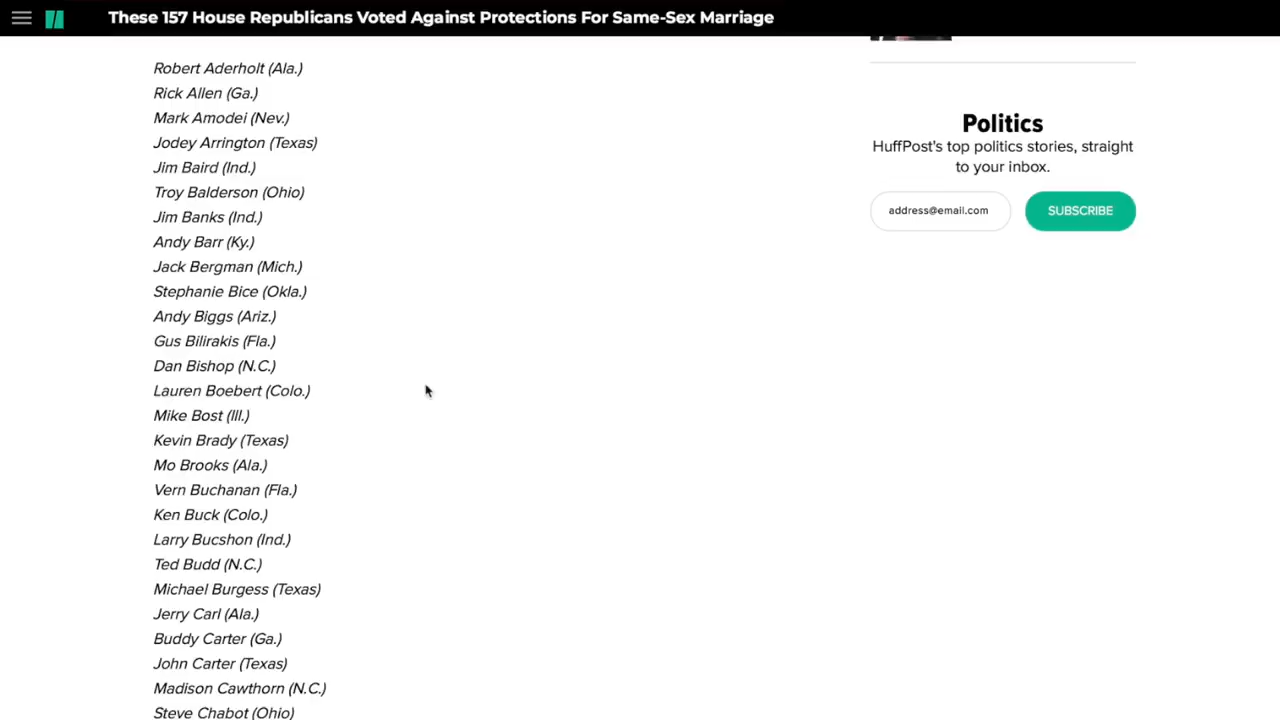 These 157 House Republicans Voted Against Protections For Same-Sex Marriage
Robert Aderholt (Ala.)
Rick Allen (Ga.)
Mark Amodei (Nev.)
Jodey Arrington (Texas)
Jim Baird (Ind.)
Troy Balderson (Ohio)
Jim Banks (Ind.)
Andy Barr (Ky.)
Jack Bergman (Mich.)
Stephanie Bice (Okla.)
Andy Biggs (Ariz.)
Gus Bilirakis (Fla.)
Dan Bishop (N.C.)
Lauren Boebert (Colo.)
Mike Bost (Ill.)
Kevin Brady (Texas)
Mo Brooks (Ala.)
Vern Buchanan (Fla.)
Ken Buck (Colo.)
Larry Bucshon (Ind.)
Ted Budd (N.C.)
Michael Burgess (Texas)
Jerry Carl (Ala.)
Buddy Carter (Ga.)
John Carter (Texas)
Madison Cawthorn (N.C.)
Steve Chabot (Ohio)
Politics
HuffPost's top politics stories, straight
to your inbox.
address@email.com
SUBSCRIBE